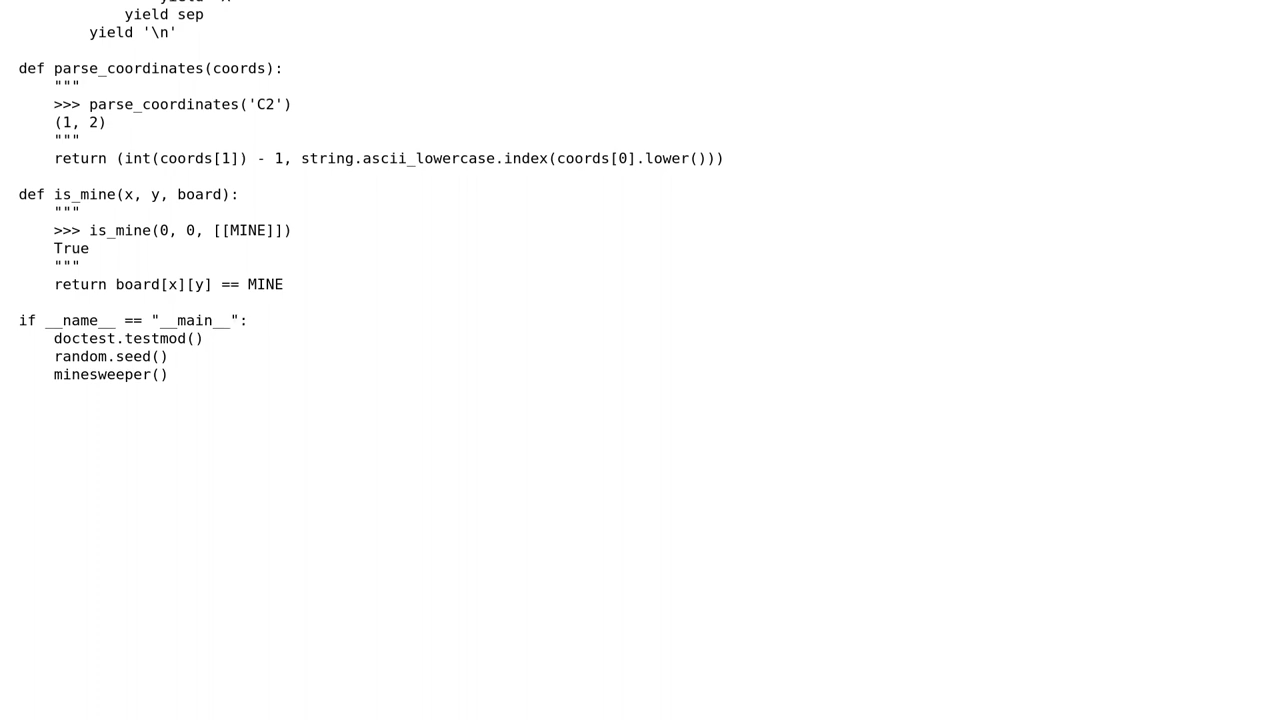 yield sep
yield '\n'
def parse_coordinates(coords):
"""
>>> parse_coordinates('C2')
(1, 2)
"""
return (int(coords[1]) - 1, string.ascii_lowercase.index(coords[0].lower()))
def is_mine(x, y, board):
"""
>>> is_mine(0, 0, [[MINE]])
True
"""
return board[x][y] == MINE
if __name__ == "__main__":
doctest.testmod()
random.seed()
minesweeper()